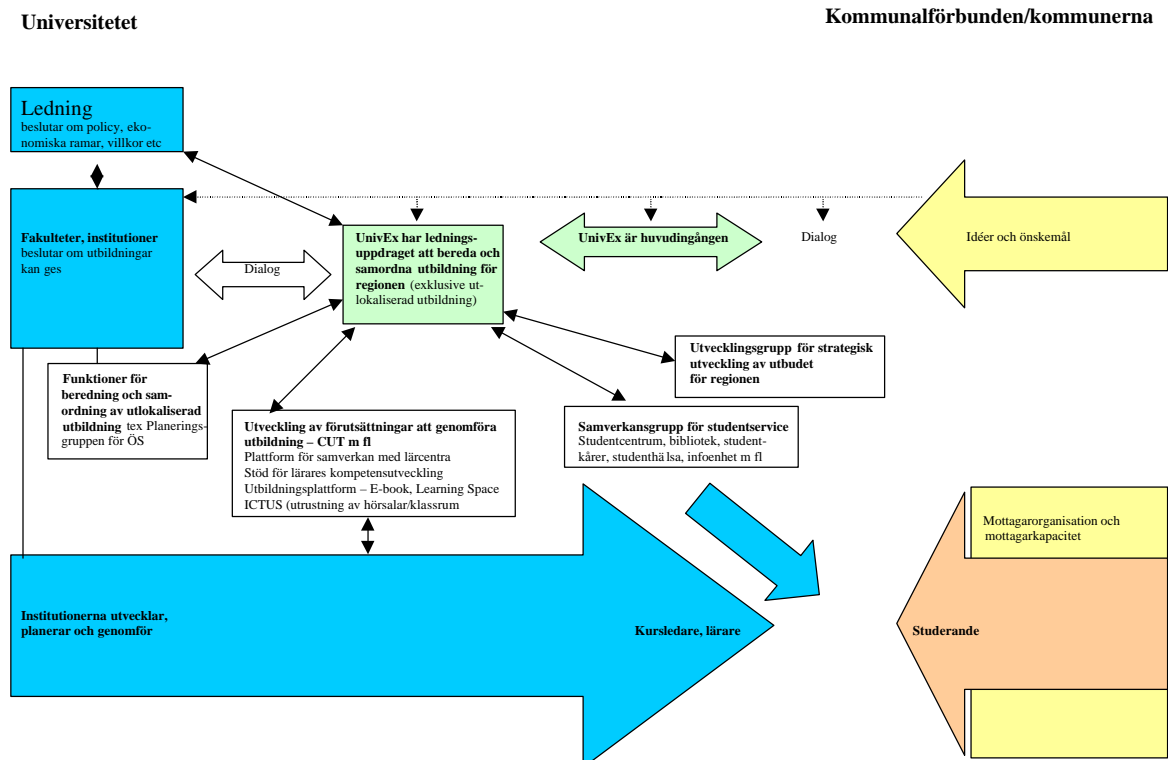 Universitetet
Kommunalförbunden/kommunerna
Ledning
beslutar om policy, eko-
nomiska ramar, villkor etc
Fakulteter, institutioner
beslutar om utbildningar
kan ges
Dialog
UnivEx har lednings-
uppdraget att bereda och
samordna utbildning för
regionen (exklusive ut-
lokaliserad utbildning)
UnivEx är huvudingången
Dialog
Idéer och önskemål
Funktioner för
beredning och sam-
ordning av utlokaliserad
utbildning tex Planerings-
gruppen för ÖS
Utveckling av förutsättningar att genomföra
utbildning – CUT m fl
Plattform för samverkan med lärcentra
Stöd för lärares kompetensutveckling
Utbildningsplattform – E-book, Learning Space
ICTUS (utrustning av hörsalar/klassrum
Samverkansgrupp för studentservice
Studentcentrum, bibliotek, student-
kårer, studenthälsa, infoenhet m fl
Utvecklingsgrupp för strategisk
utveckling av utbudet
för regionen
Mottagarorganisation och
mottagarkapacitet
Institutionerna utvecklar,
planerar och genomför
Kursledare, lärare
Studerande